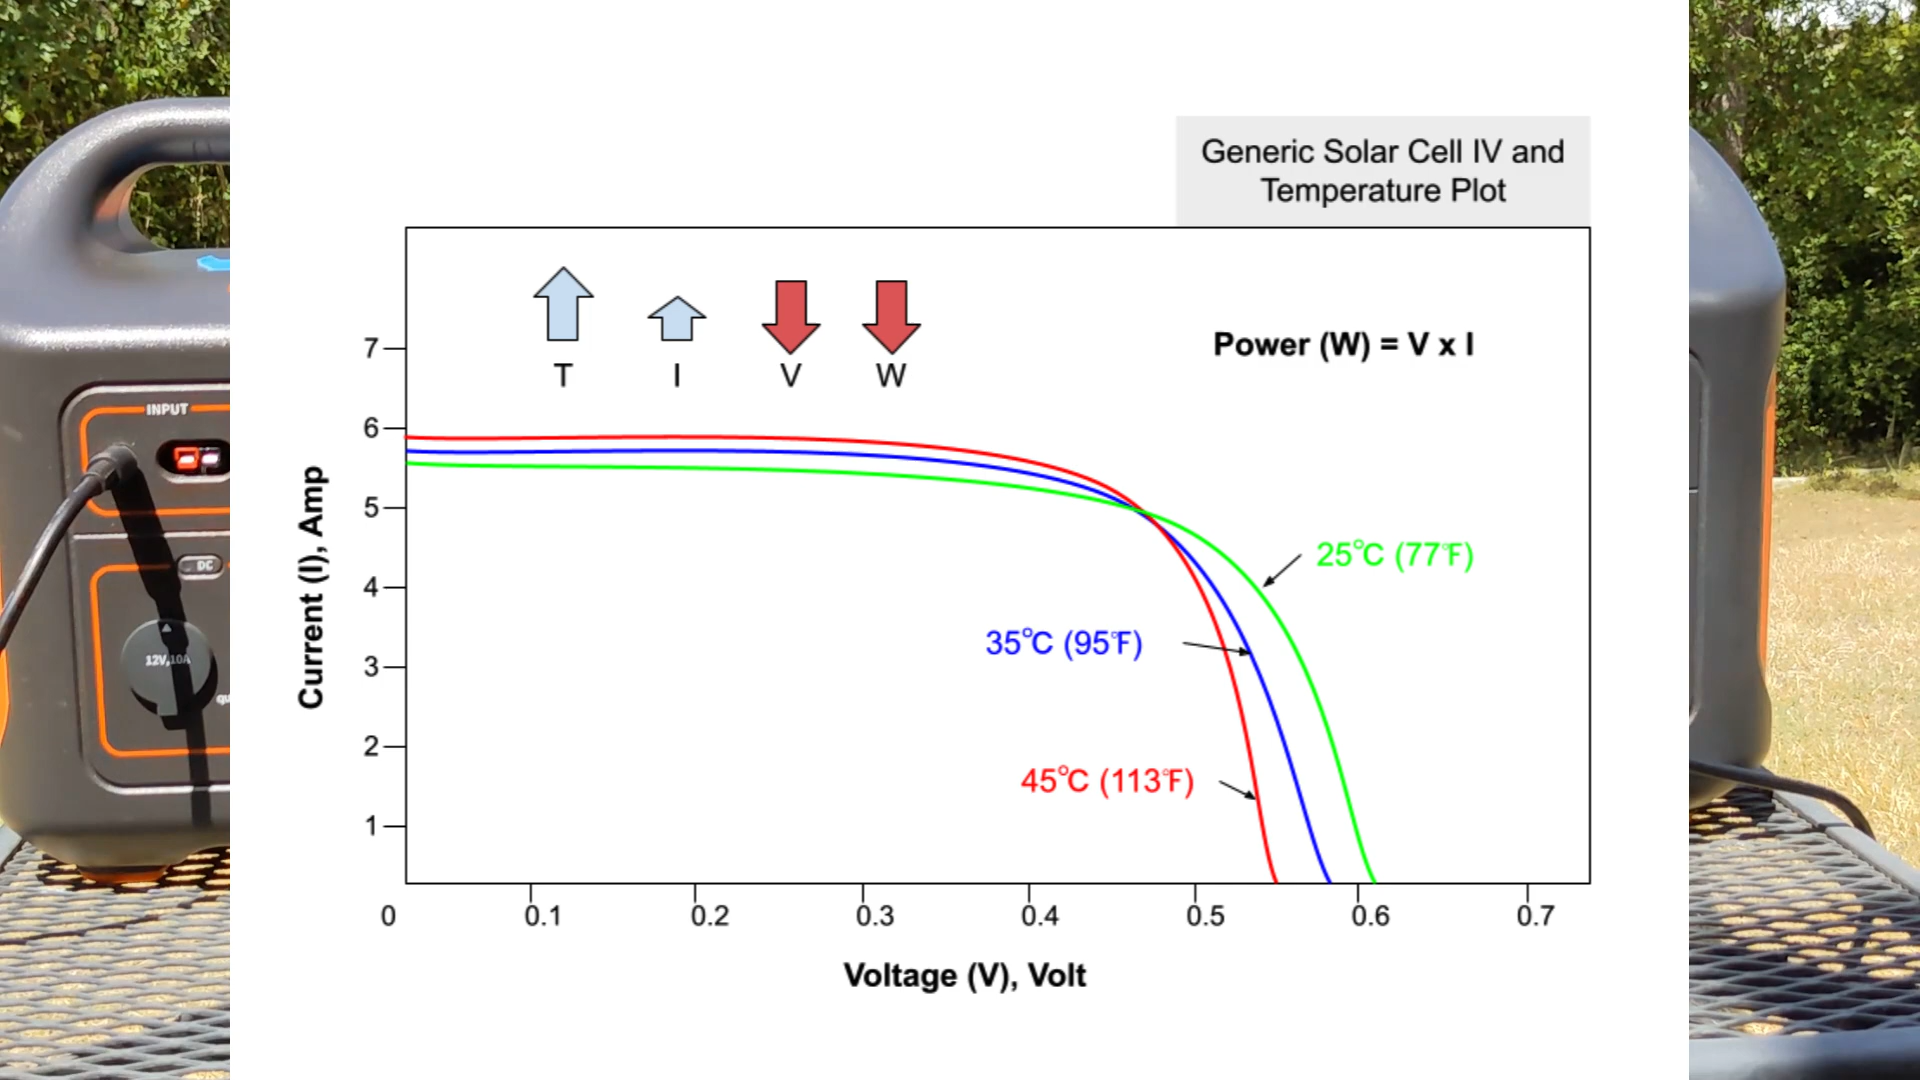 Generic Solar Cell IV and
Temperature Plot
T I V W
Power (W) = V x I
7
6
5
4
3
2
1
Current (I), Amp
25°C (77°F)
35°C (95°F)
45°C (113°F)
0 0.1 0.2 0.3 0.4 0.5 0.6 0.7
Voltage (V), Volt
INPUT
DC
12V,10A